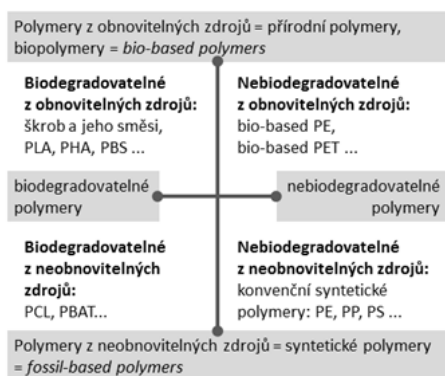 Polymery z obnovitelných zdrojů = přírodní polymery,
biopolymery = bio-based polymers
Biodegradovatelné
z obnovitelných zdrojů:
škrob a jeho směsi,
PLA, PHA, PBS ...
Nebiodegradovatelné
z obnovitelných zdrojů:
bio-based PE,
bio-based PET ...
biodegradovatelné
polymery
nebiodegradovatelné
polymery
Biodegradovatelné
z neobnovitelných
zdrojů:
PCL, PBAT...
Nebiodegradovatelné
z neobnovitelných zdrojů:
konvenční syntetické
polymery: PE, PP, PS ...
Polymery z neobnovitelných zdrojů = syntetické polymery
= fossil-based polymers